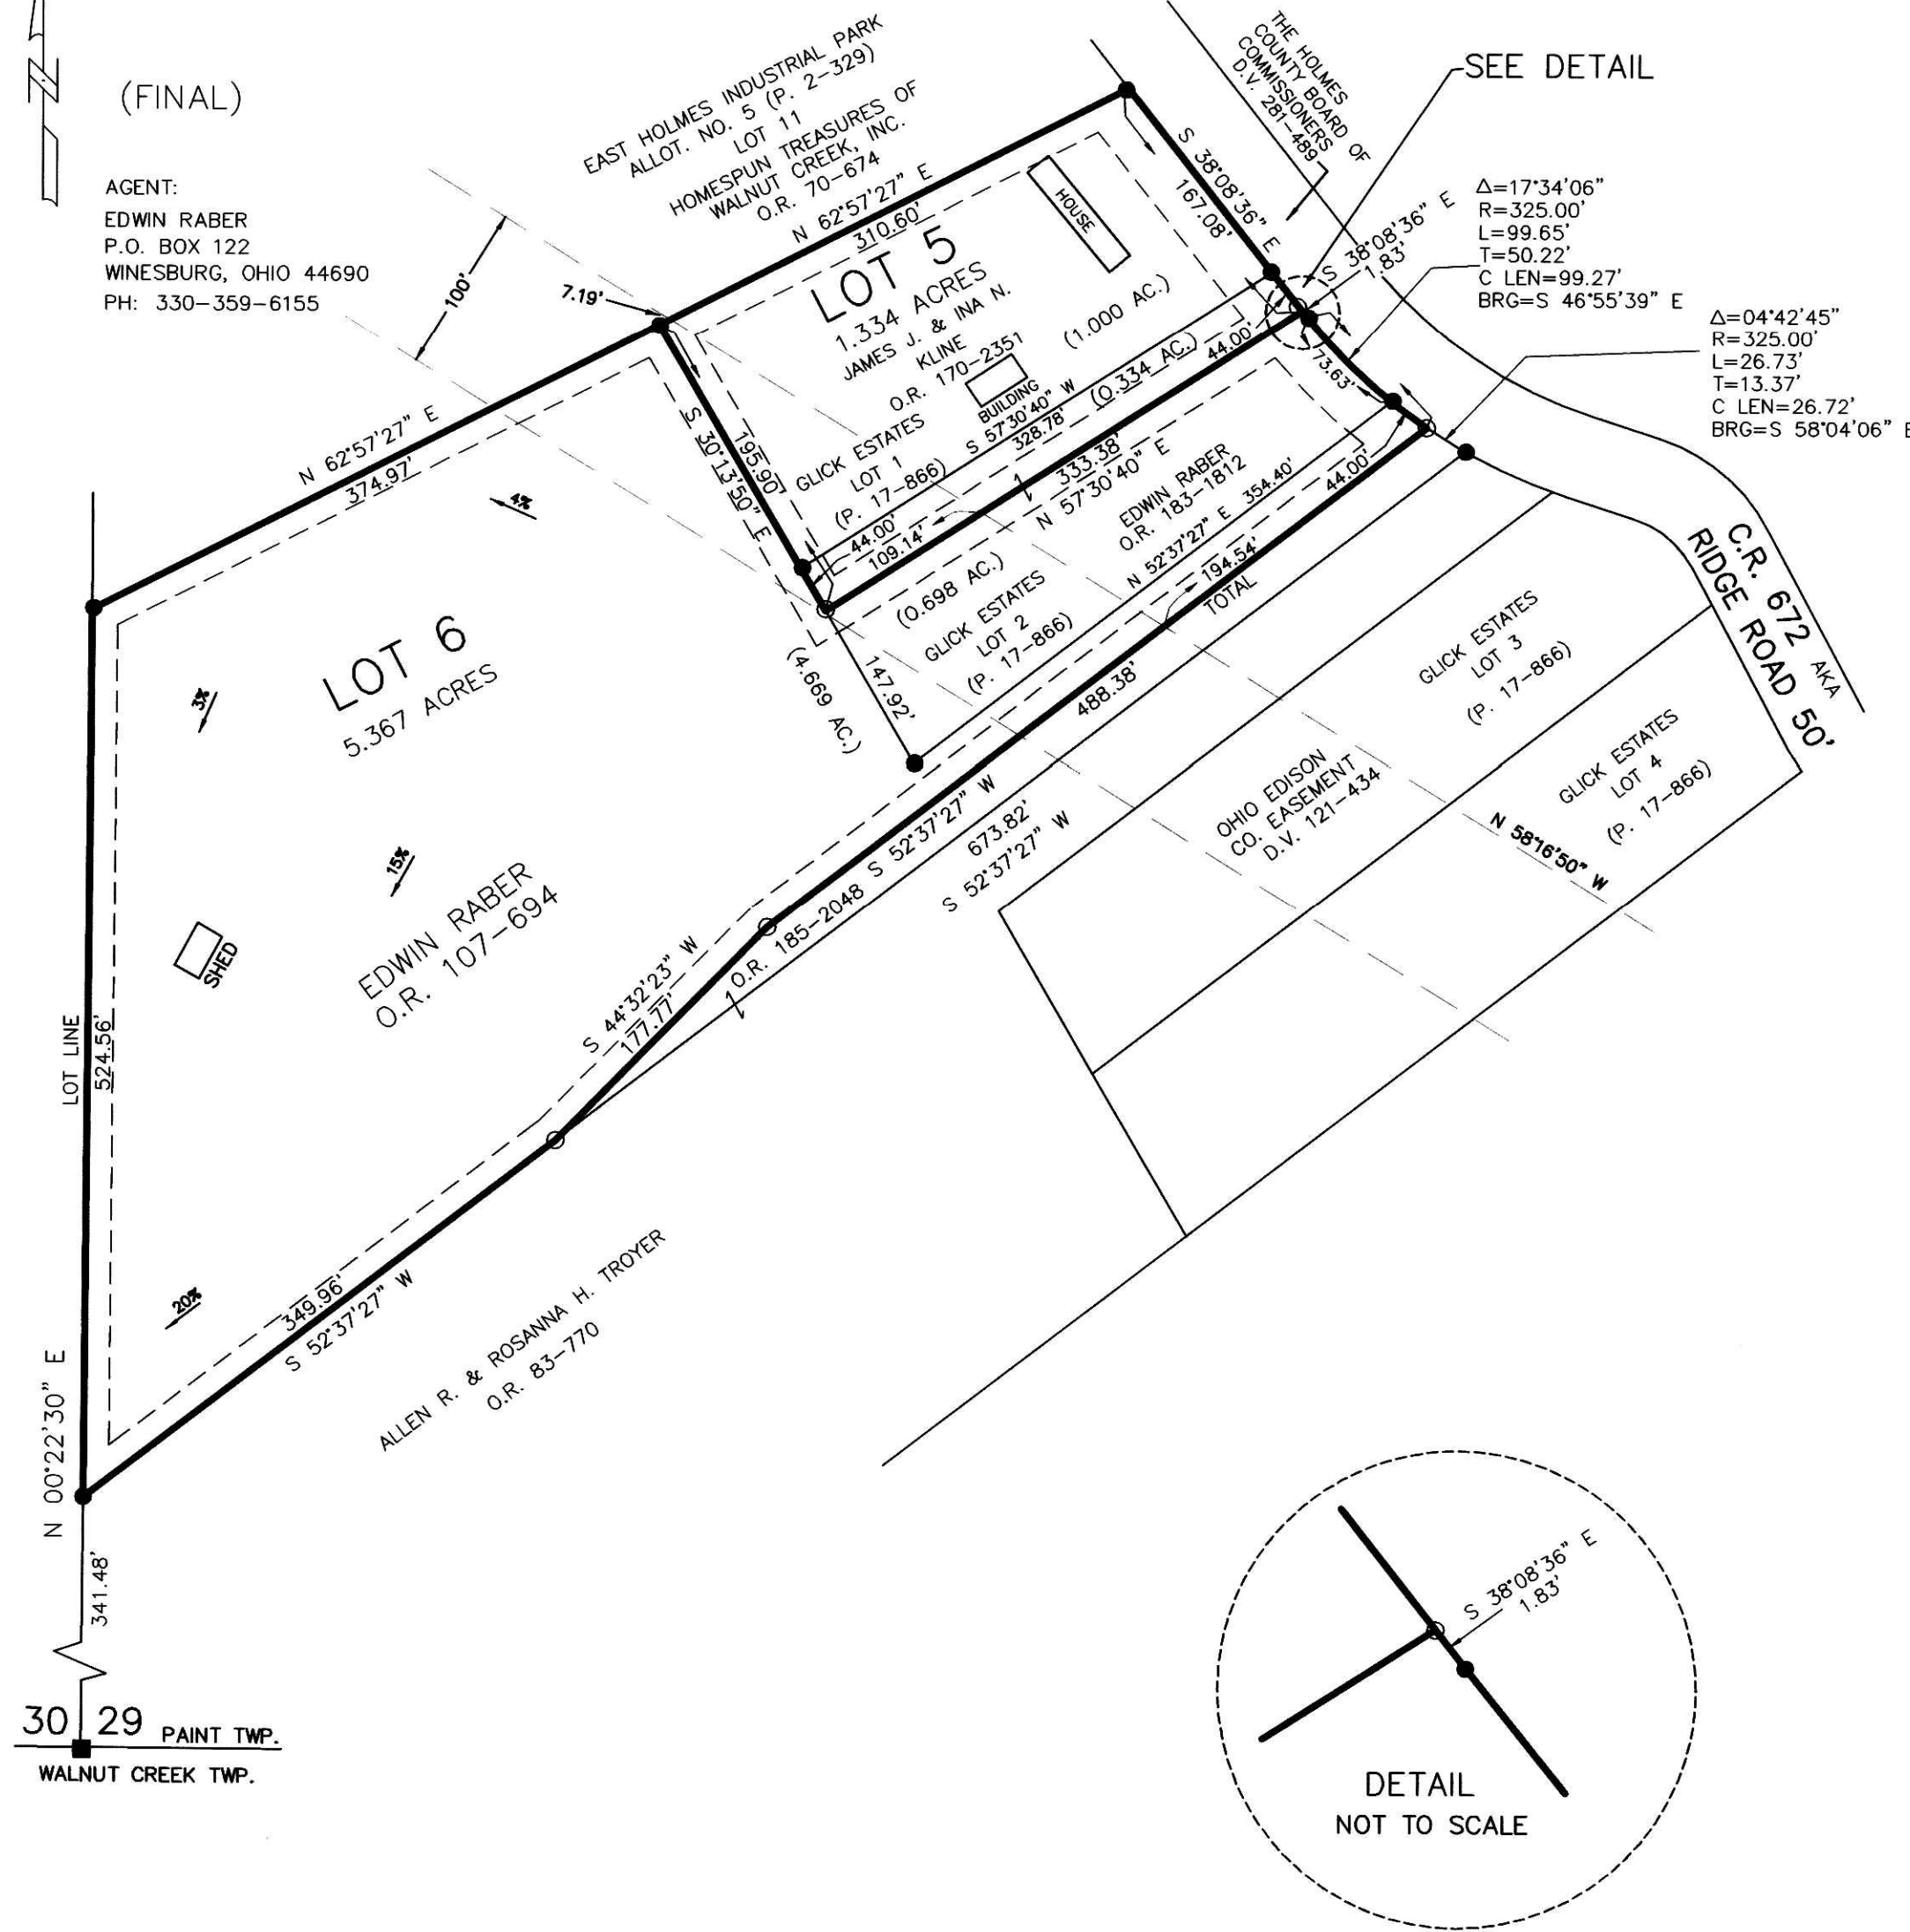 (FINAL)
AGENT:
EDWIN RABER
P.O. BOX 122
WINESBURG, OHIO 44690
PH: 330-359-6155
100'
7.19'
EAST HOLMES INDUSTRIAL PARK
ALLOT. NO. 5 (P. 2-329)
LOT 11
HOMESPUN TREASURES OF
WALNUT CREEK, INC.
O.R. 70-674
N 62°57'27" E
310.60'
THE HOLMES
COUNTY BOARD OF
COMMISSIONERS
D.V. 281-489
SEE DETAIL
S 38°08'36" E
167.08'
S 38°08'36" E
1.83'
Δ=17°34'06"
R=325.00'
L=99.65'
T=50.22'
C LEN=99.27'
BRG=S 46°55'39" E
Δ=04°42'45"
R=325.00'
L=26.73'
T=13.37'
C LEN=26.72'
BRG=S 58°04'06" E
HOUSE
LOT 5
1.334 ACRES
JAMES J. & INA N.
KLINE
O.R. 170-2351
(1.000 AC.)
BUILDING
GLICK ESTATES
LOT 1
(P. 17-866)
S 57°30'40" W
328.78'
(0.334 AC.)
44.00'
73.63'
S 30°13'50" E
195.90'
44.00'
109.14'
333.38'
N 57°30'40" E
EDWIN RABER
O.R. 183-1812
N 52°37'27" E 354.40'
44.00'
194.54'
TOTAL
488.38'
(0.698 AC.)
GLICK ESTATES
LOT 2
(P. 17-866)
147.92'
(4.669 AC.)
N 62°57'27" E
374.97'
4%
LOT 6
5.367 ACRES
3%
15%
SHED
EDWIN RABER
O.R. 107-694
20%
LOT LINE
524.56'
N 00°22'30" E
341.48'
S 44°32'23" W
177.77'
O.R. 185-2048 S 52°37'27" W
673.82'
S 52°37'27" W
349.96'
S 52°37'27" W
ALLEN R. & ROSANNA H. TROYER
O.R. 83-770
GLICK ESTATES
LOT 3
(P. 17-866)
OHIO EDISON
CO. EASEMENT
D.V. 121-434
GLICK ESTATES
LOT 4
(P. 17-866)
N 58°16'50" W
C.R. 672 AKA
RIDGE ROAD 50'
30 29 PAINT TWP.
WALNUT CREEK TWP.
S 38°08'36" E
1.83'
DETAIL
NOT TO SCALE